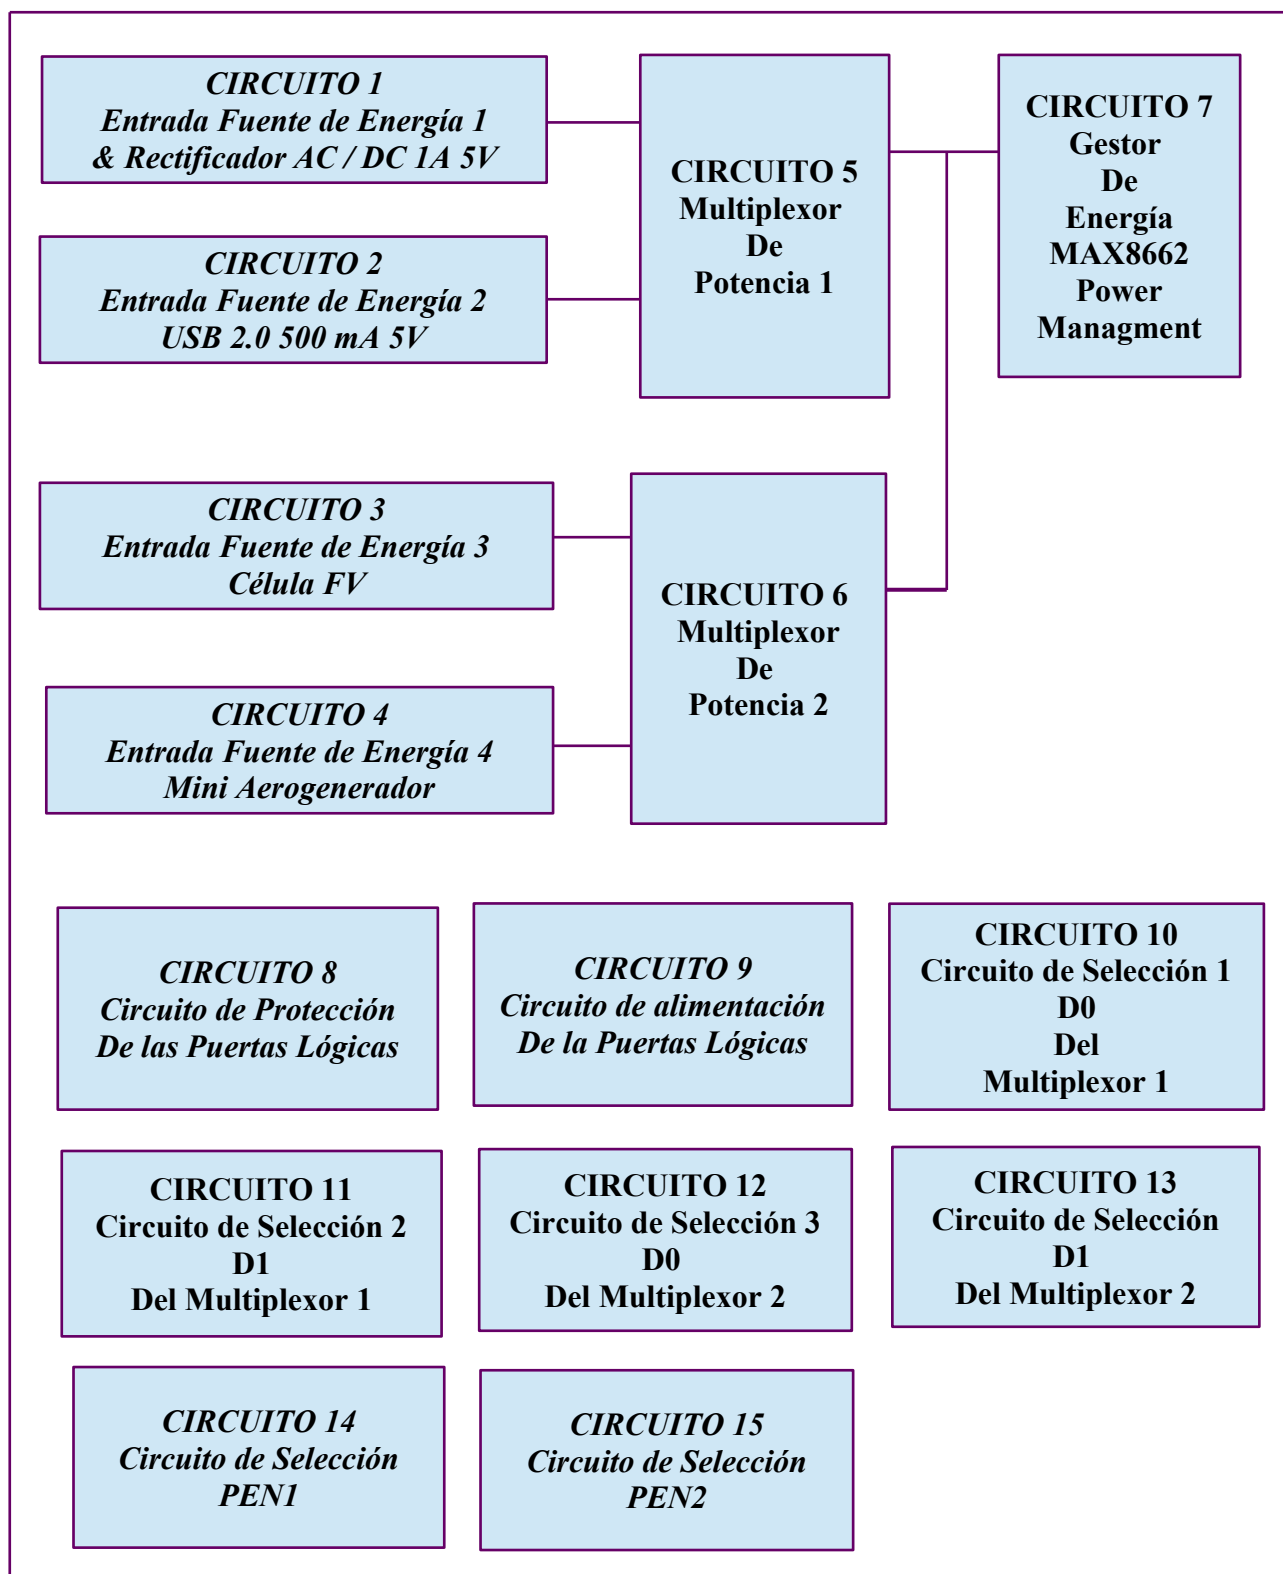 CIRCUITO 1
Entrada Fuente de Energía 1
& Rectificador AC / DC 1A 5V
CIRCUITO 2
Entrada Fuente de Energía 2
USB 2.0 500 mA 5V
CIRCUITO 5
Multiplexor
De
Potencia 1
CIRCUITO 7
Gestor
De
Energía
MAX8662
Power
Managment
CIRCUITO 3
Entrada Fuente de Energía 3
Célula FV
CIRCUITO 4
Entrada Fuente de Energía 4
Mini Aerogenerador
CIRCUITO 6
Multiplexor
De
Potencia 2
CIRCUITO 8
Circuito de Protección
De las Puertas Lógicas
CIRCUITO 9
Circuito de alimentación
De la Puertas Lógicas
CIRCUITO 10
Circuito de Selección 1
D0
Del
Multiplexor 1
CIRCUITO 11
Circuito de Selección 2
D1
Del Multiplexor 1
CIRCUITO 12
Circuito de Selección 3
D0
Del Multiplexor 2
CIRCUITO 13
Circuito de Selección
D1
Del Multiplexor 2
CIRCUITO 14
Circuito de Selección
PEN1
CIRCUITO 15
Circuito de Selección
PEN2